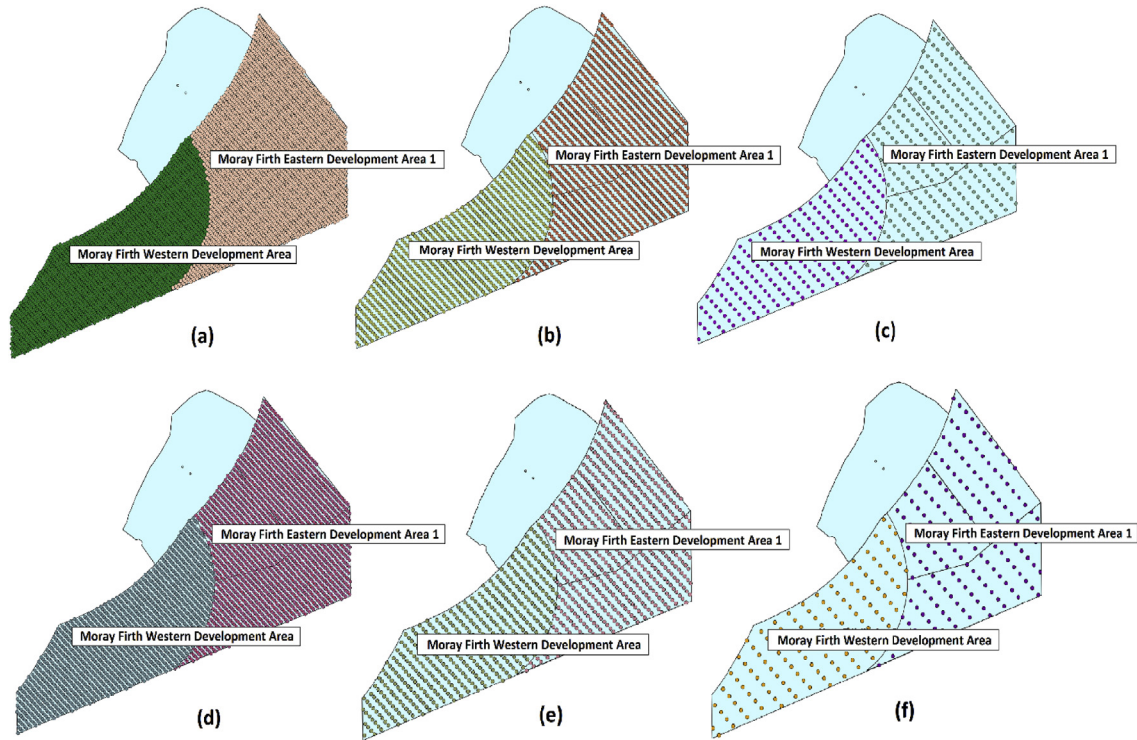 Moray Firth Eastern Development Area 1
Moray Firth Western Development Area
(a)
Moray Firth Eastern Development Area 1
Moray Firth Western Development Area
(b)
Moray Firth Eastern Development Area 1
Moray Firth Western Development Area
(c)
Moray Firth Eastern Development Area 1
Moray Firth Western Development Area
(d)
Moray Firth Eastern Development Area 1
Moray Firth Western Development Area
(e)
Moray Firth Eastern Development Area 1
Moray Firth Western Development Area
(f)